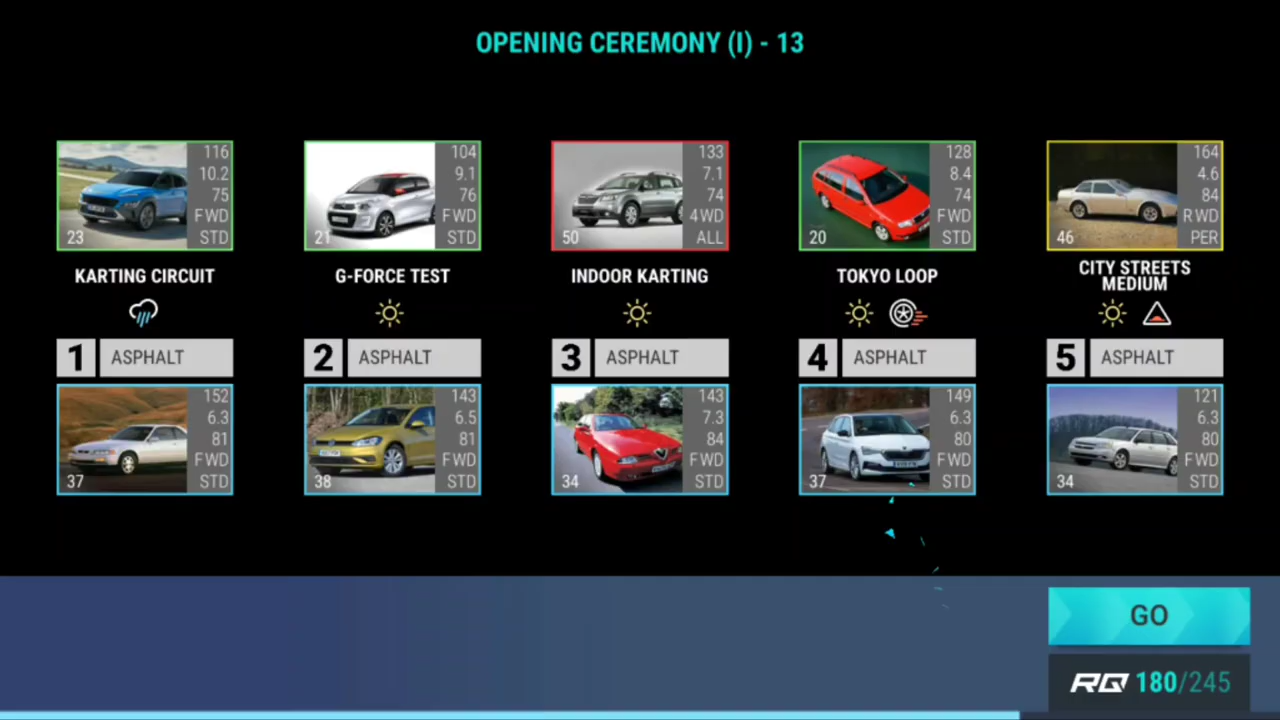 OPENING CEREMONY (I) - 13
116
10.2
75
FWD
23
STD
104
9.1
76
FWD
21
STD
133
7.1
74
4WD
50
ALL
128
8.4
74
FWD
20
STD
164
4.6
84
RWD
46
PER
KARTING CIRCUIT
G-FORCE TEST
INDOOR KARTING
TOKYO LOOP
CITY STREETS
MEDIUM
1 ASPHALT
2 ASPHALT
3 ASPHALT
4 ASPHALT
5 ASPHALT
152
6.3
81
FWD
37
STD
143
6.5
81
FWD
38
STD
143
7.3
84
FWD
34
STD
149
6.3
80
FWD
37
STD
121
6.3
80
FWD
34
STD
GO
RQ 180/245